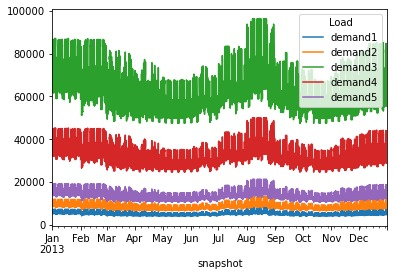 100000
80000
60000
40000
20000
0
Load
demand1
demand2
demand3
demand4
demand5
Jan Feb Mar Apr May Jun Jul Aug Sep Oct Nov Dec
2013
snapshot